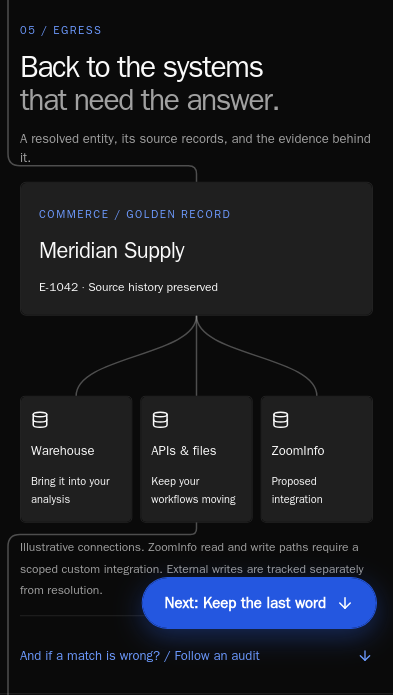 05 / EGRESS
Back to the systems
that need the answer.
A resolved entity, its source records, and the evidence behind
it.
COMMERCE / GOLDEN RECORD
Meridian Supply
E-1042 · Source history preserved
Warehouse
Bring it into your
analysis
APIs & files
Keep your
workflows moving
ZoomInfo
Proposed
integration
Illustrative connections. ZoomInfo read and write paths require a
scoped custom integration. External writes are tracked separately
from resolution.
Next: Keep the last word ↓
And if a match is wrong? / Follow an audit ↓